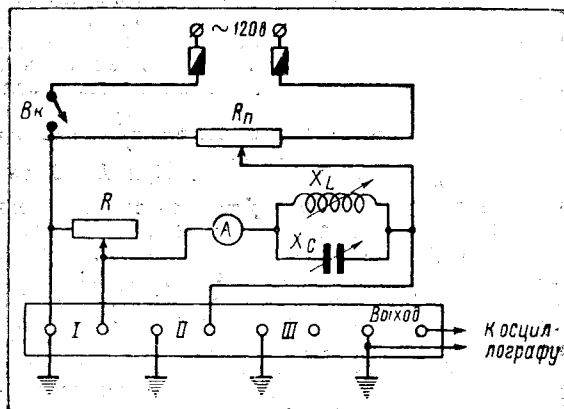 ~120в
Вк
Rп
XL
R
A
XC
I
II
III
Выход
К осцил-
лографу